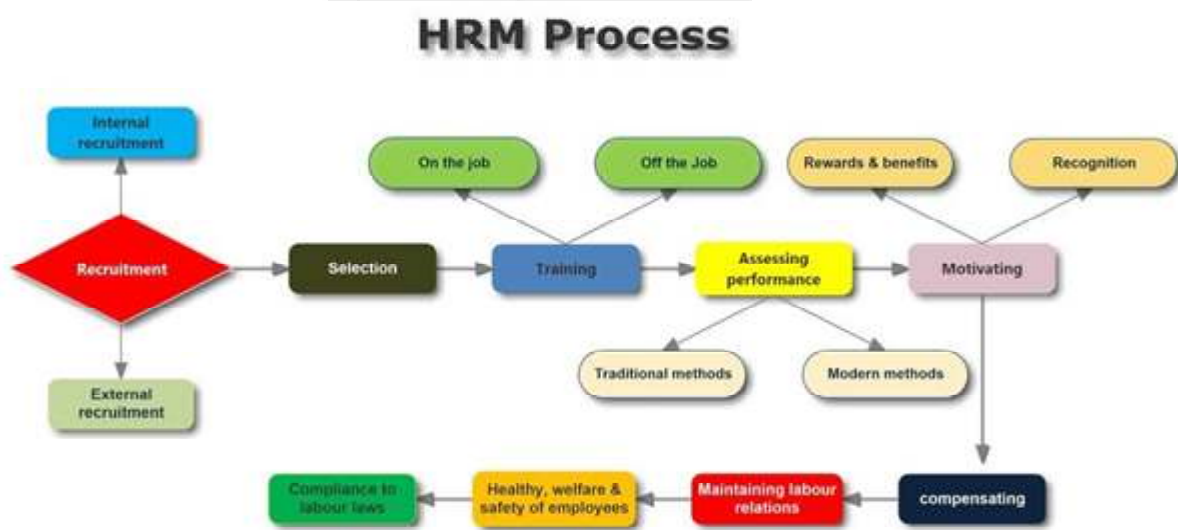 HRM Process
Internal
recruitment
On the job
Off the Job
Rewards & benefits
Recognition
Recruitment
Selection
Training
Assessing
performance
Motivating
Traditional methods
Modern methods
External
recruitment
Compliance to
labour laws
Healthy, welfare &
safety of employees
Maintaining labour
relations
compensating